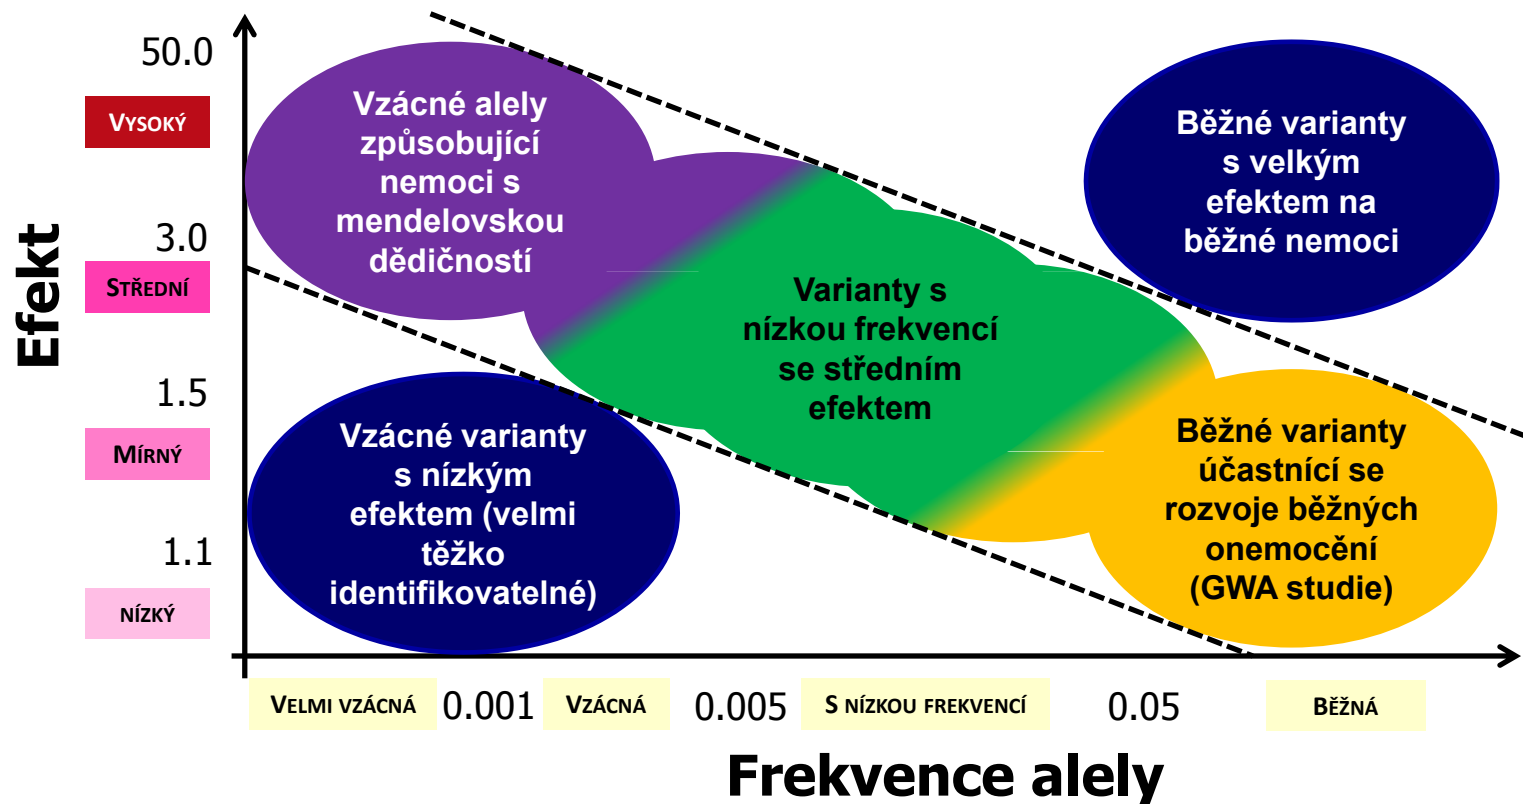 50.0
VYSOKÝ
3.0
STŘEDNÍ
1.5
MÍRNÝ
1.1
NÍZKÝ
Efekt
Vzácné alely
způsobující
nemoci s
mendelovskou
dědičností
Běžné varianty
s velkým
efektem na
běžné nemoci
Varianty s
nízkou frekvencí
se středním
efektem
Vzácné varianty
s nízkým
efektem (velmi
těžko
identifikovatelné)
Běžné varianty
účastnící se
rozvoje běžných
onemocění
(GWA studie)
VELMI VZÁCNÁ 0.001 VZÁCNÁ 0.005 S NÍZKOU FREKVENCÍ 0.05 BĚŽNÁ
Frekvence alely